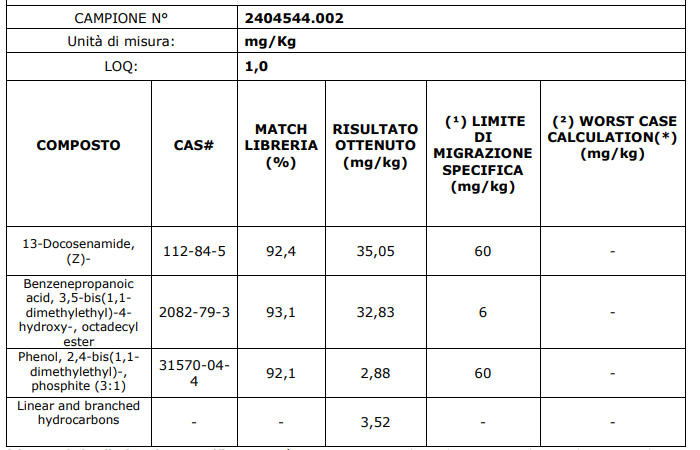 CAMPIONE N° 2404544.002
Unità di misura: mg/Kg
LOQ: 1,0
COMPOSTO
CAS#
MATCH
LIBRERIA
(%)
RISULTATO
OTTENUTO
(mg/kg)
(¹) LIMITE
DI
MIGRAZIONE
SPECIFICA
(mg/kg)
(²) WORST CASE
CALCULATION(*)
(mg/kg)
13-Docosenamide,
(Z)-
112-84-5
92,4
35,05
60
-
Benzenepropanoic
acid, 3,5-bis(1,1-
dimethylethyl)-4-
hydroxy-, octadecyl
ester
2082-79-3
93,1
32,83
6
-
Phenol, 2,4-bis(1,1-
dimethylethyl)-,
phosphite (3:1)
31570-04-
4
92,1
2,88
60
-
Linear and branched
hydrocarbons
-
-
3,52
-
-